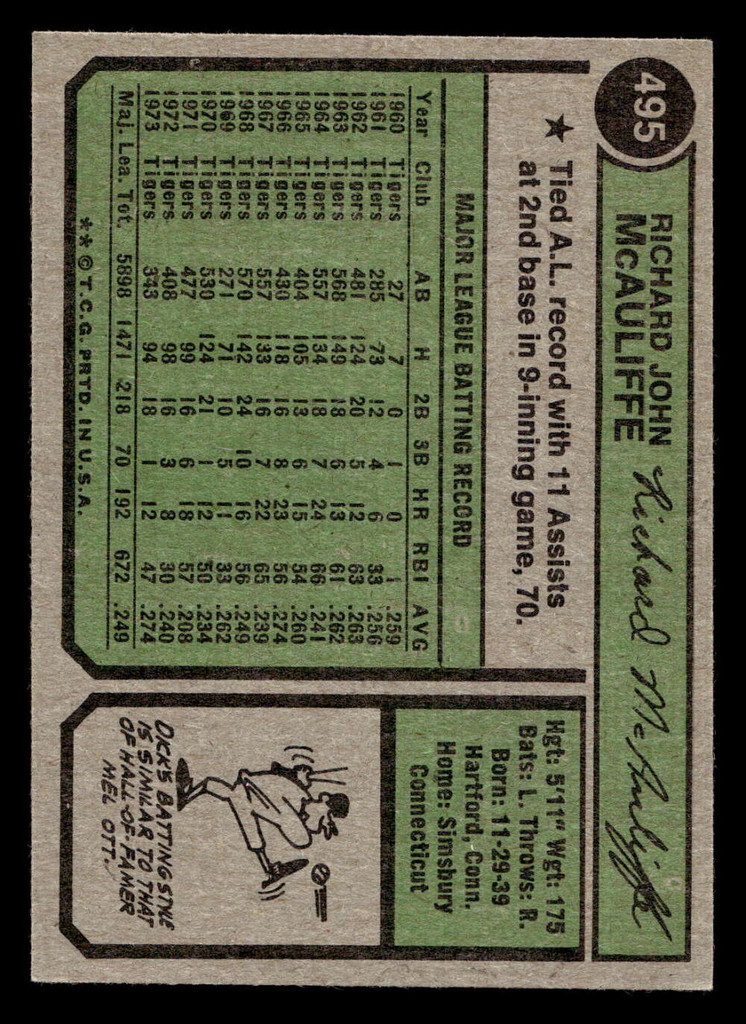 495
RICHARD JOHN
McAULIFFE
Richard McAuliffe
★ Tied A.L. record with 11 Assists
at 2nd base in 9-inning game, 70.
MAJOR LEAGUE BATTING RECORD
Year Club AB H 2B 3B HR RBI AVG
1960 Tigers 27 7 0 1 0 1 .259
1961 Tigers 285 73 12 4 6 33 .256
1962 Tigers 481 124 20 5 12 63 .263
1963 Tigers 568 149 18 6 13 61 .262
1964 Tigers 557 134 18 7 24 66 .241
1965 Tigers 404 105 13 6 15 54 .260
1966 Tigers 430 118 16 8 23 56 .274
1967 Tigers 557 133 16 7 22 65 .239
1968 Tigers 570 142 24 10 16 56 .249
1969 Tigers 271 71 10 5 11 33 .262
1970 Tigers 530 124 21 1 12 50 .234
1971 Tigers 477 99 16 6 18 57 .208
1972 Tigers 408 98 16 3 8 30 .240
1973 Tigers 343 94 18 1 12 47 .274
Maj. Lea. Tot. 5898 1471 218 70 192 672 .249
**©T.C.G. PRTD. IN U.S.A.
Hgt: 5'11" Wgt: 175
Bats: L. Throws: R.
Born: 11-29-39
Hartford, Conn.
Home: Simsbury
Connecticut
DICK'S BATTING STYLE
IS SIMILAR TO THAT
OF HALL-OF-FAMER
MEL OTT.